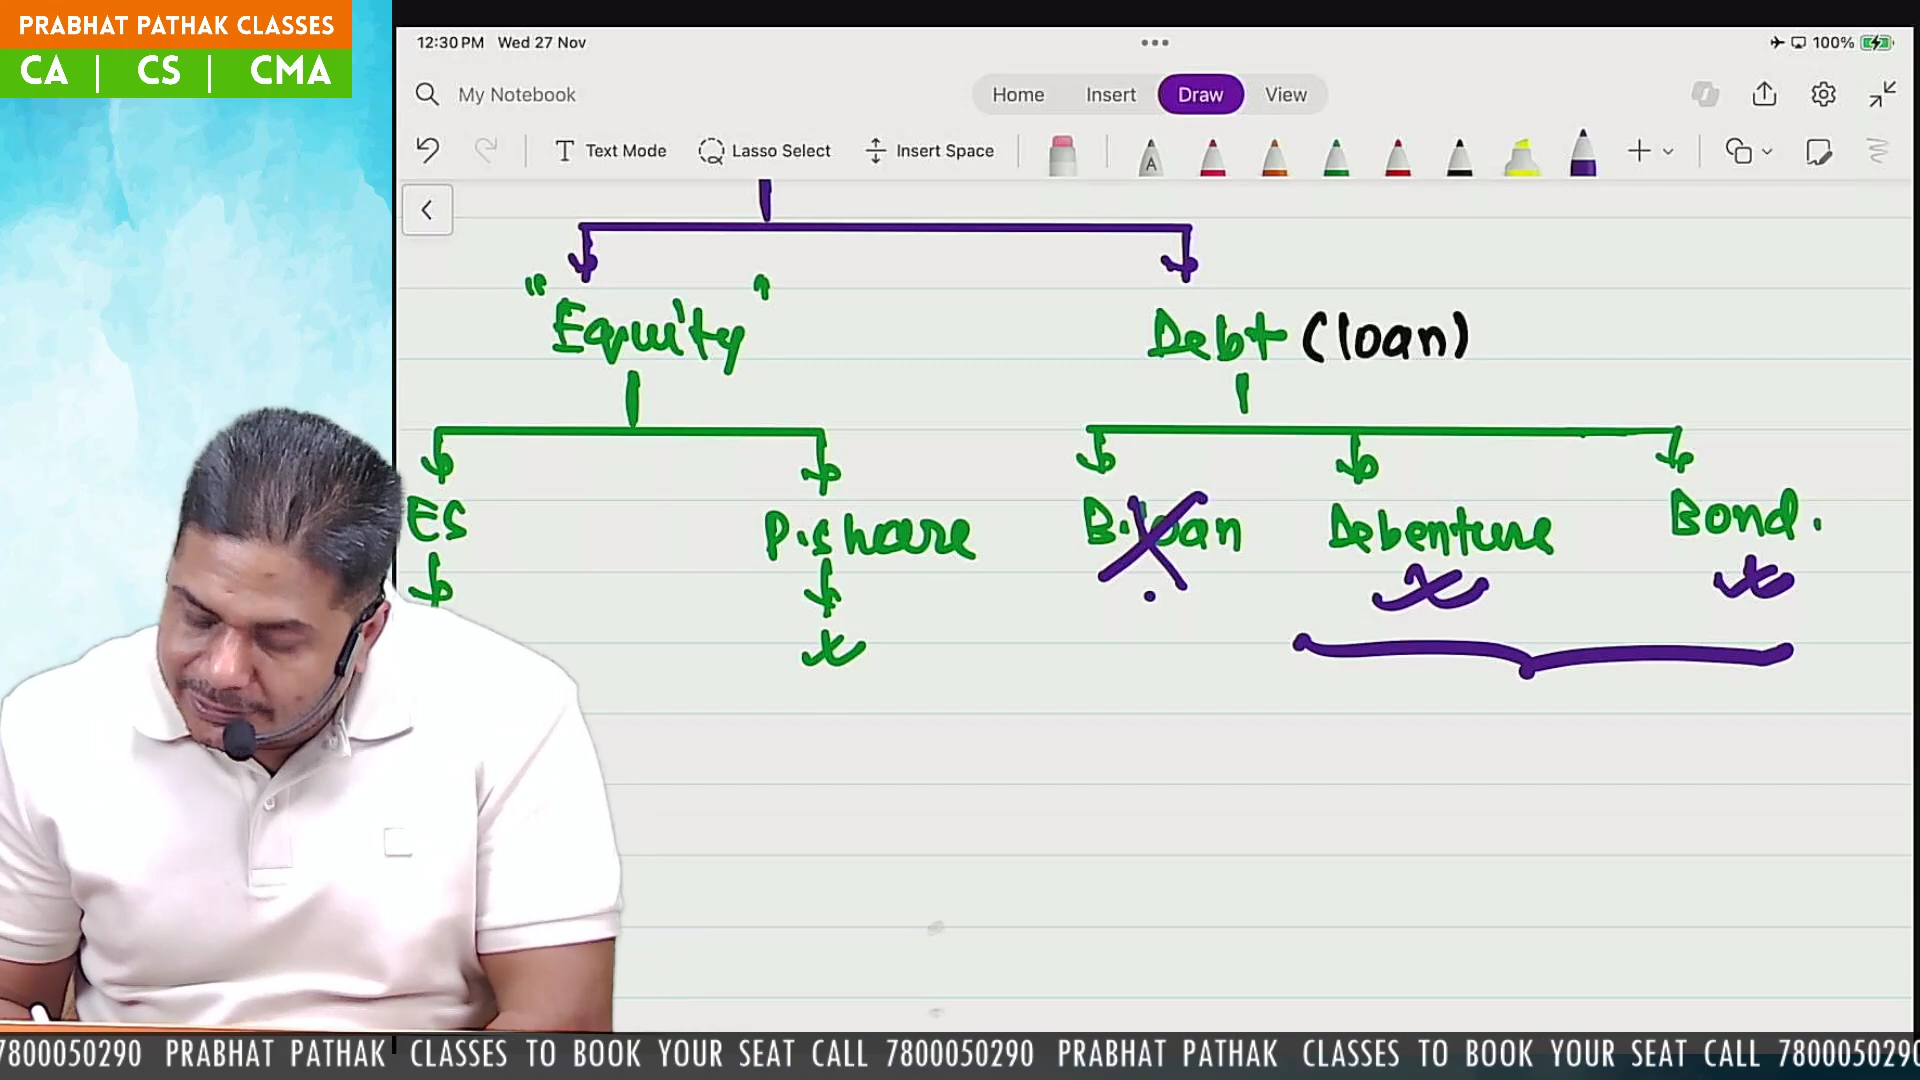 PRABHAT PATHAK CLASSES
CA | CS | CMA
12:30 PM Wed 27 Nov
100%
My Notebook
Home Insert Draw View
Text Mode Lasso Select Insert Space
A
"Equity"
Debt (loan)
ES P.share B.loan Debenture Bond.
7800050290 PRABHAT PATHAK CLASSES TO BOOK YOUR SEAT CALL 7800050290 PRABHAT PATHAK CLASSES TO BOOK YOUR SEAT CALL 7800050290